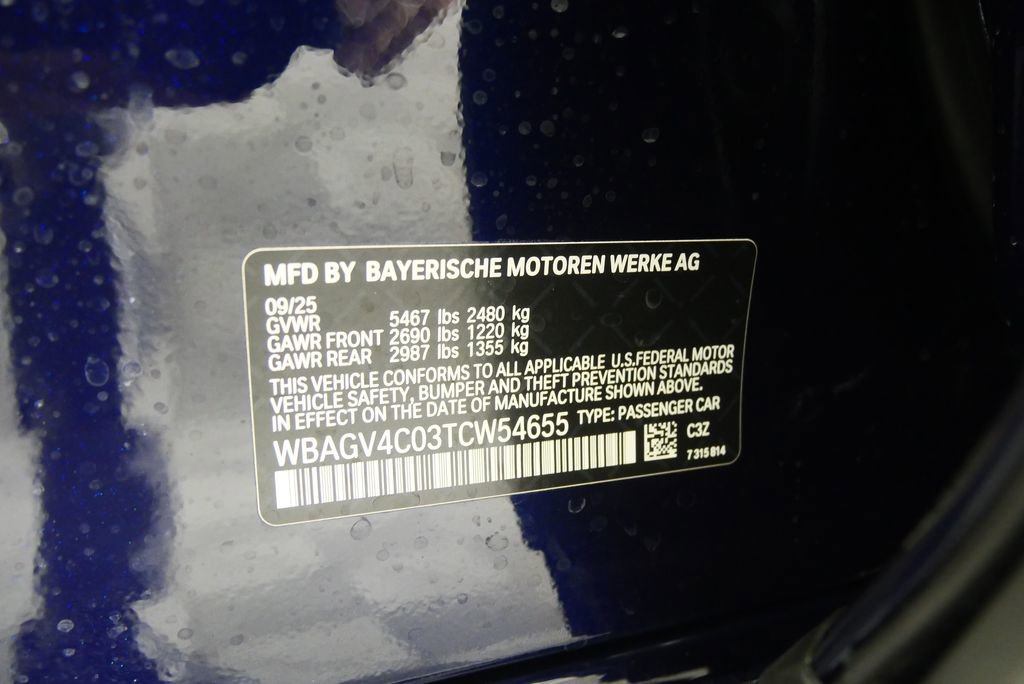 MFD BY BAYERISCHE MOTOREN WERKE AG
09/25
GVWR 5467 lbs 2480 kg
GAWR FRONT 2690 lbs 1220 kg
GAWR REAR 2987 lbs 1355 kg
THIS VEHICLE CONFORMS TO ALL APPLICABLE U.S.FEDERAL MOTOR
VEHICLE SAFETY, BUMPER AND THEFT PREVENTION STANDARDS
IN EFFECT ON THE DATE OF MANUFACTURE SHOWN ABOVE.
WBAGV4C03TCW54655 TYPE: PASSENGER CAR
C3Z
7 315 814